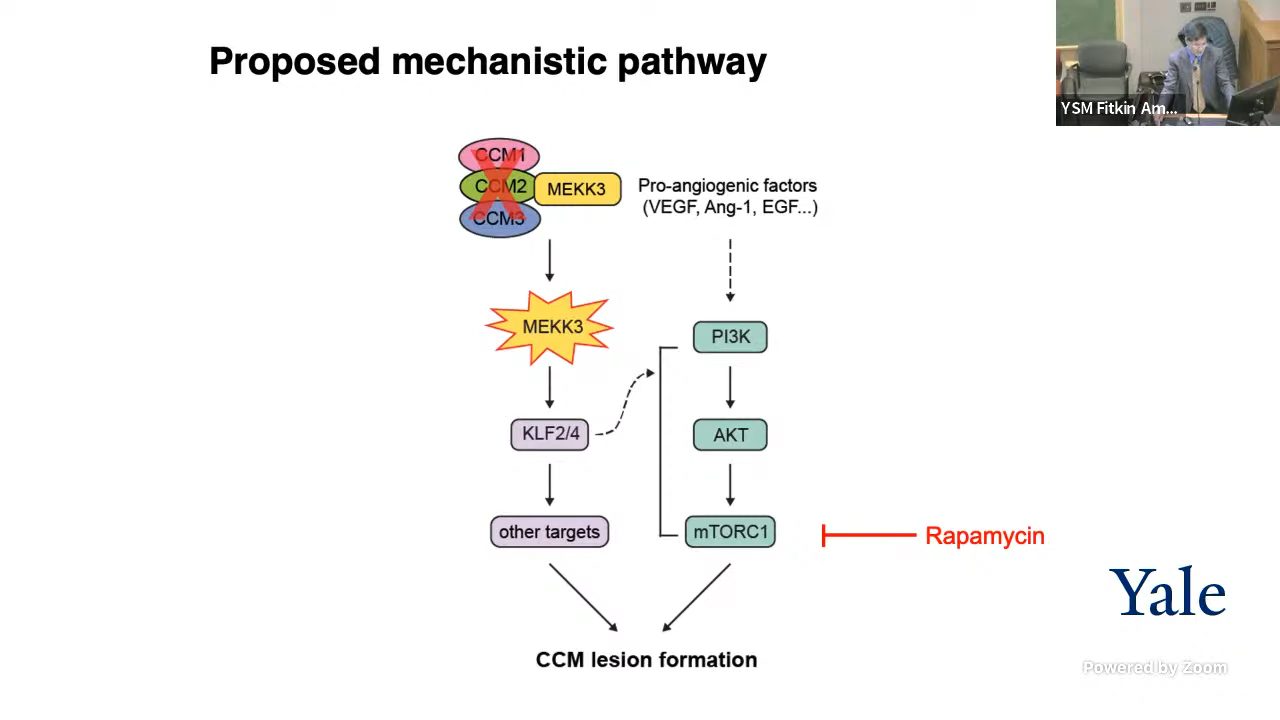 Proposed mechanistic pathway
YSM Fitkin Am...
CCM1
CCM2
MEKK3
CCM3
Pro-angiogenic factors
(VEGF, Ang-1, EGF...)
MEKK3
PI3K
KLF2/4
AKT
other targets
mTORC1
Rapamycin
CCM lesion formation
Yale
Powered by Zoom